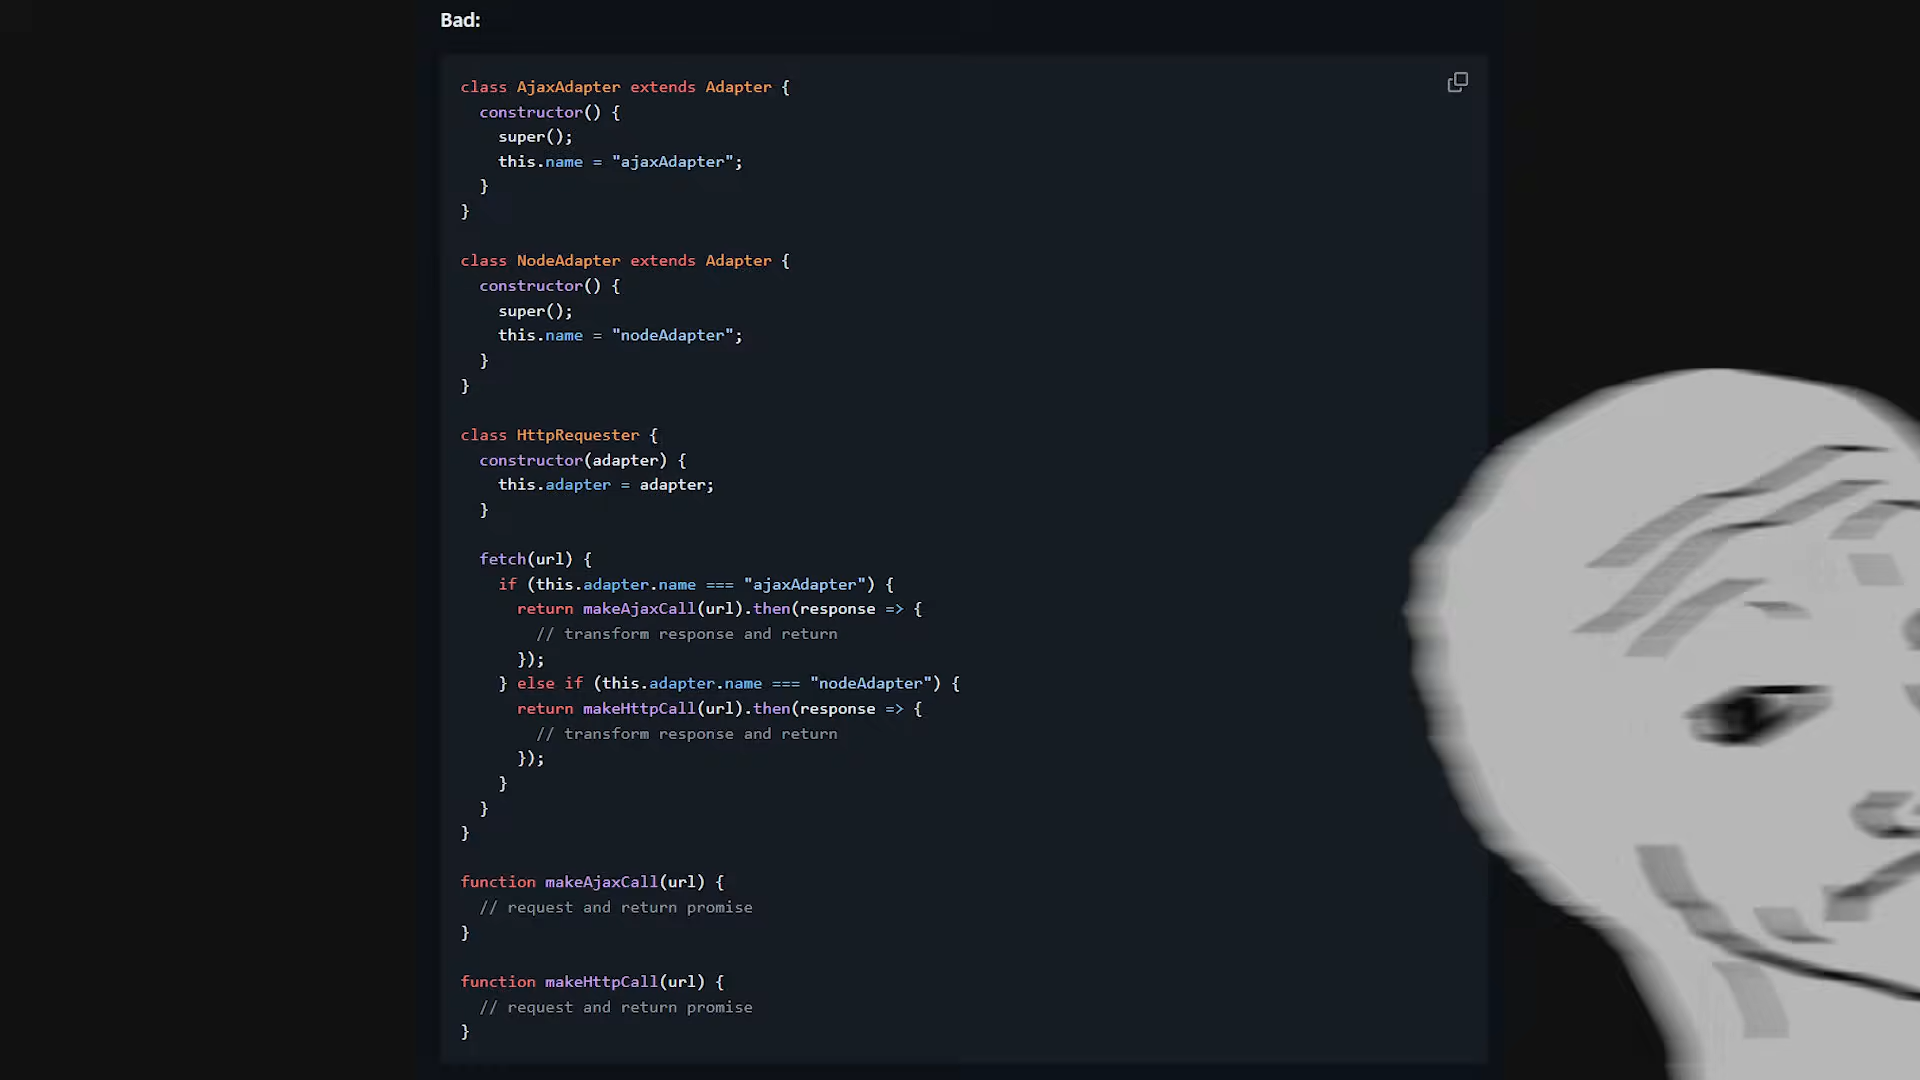 Bad:
class AjaxAdapter extends Adapter {
  constructor() {
    super();
    this.name = "ajaxAdapter";
  }
}

class NodeAdapter extends Adapter {
  constructor() {
    super();
    this.name = "nodeAdapter";
  }
}

class HttpRequester {
  constructor(adapter) {
    this.adapter = adapter;
  }

  fetch(url) {
    if (this.adapter.name === "ajaxAdapter") {
      return makeAjaxCall(url).then(response => {
        // transform response and return
      });
    } else if (this.adapter.name === "nodeAdapter") {
      return makeHttpCall(url).then(response => {
        // transform response and return
      });
    }
  }
}

function makeAjaxCall(url) {
  // request and return promise
}

function makeHttpCall(url) {
  // request and return promise
}